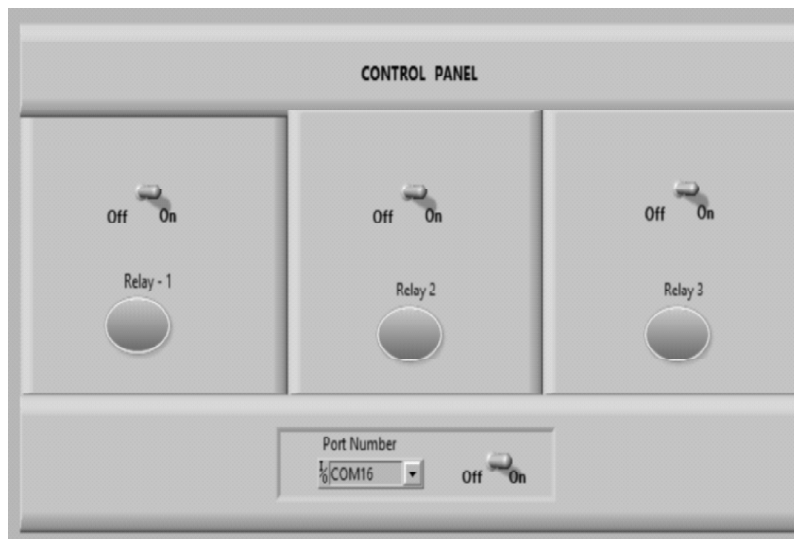 CONTROL PANEL
Off On
Off On
Off On
Relay - 1
Relay 2
Relay 3
Port Number
I/O COM16
Off On